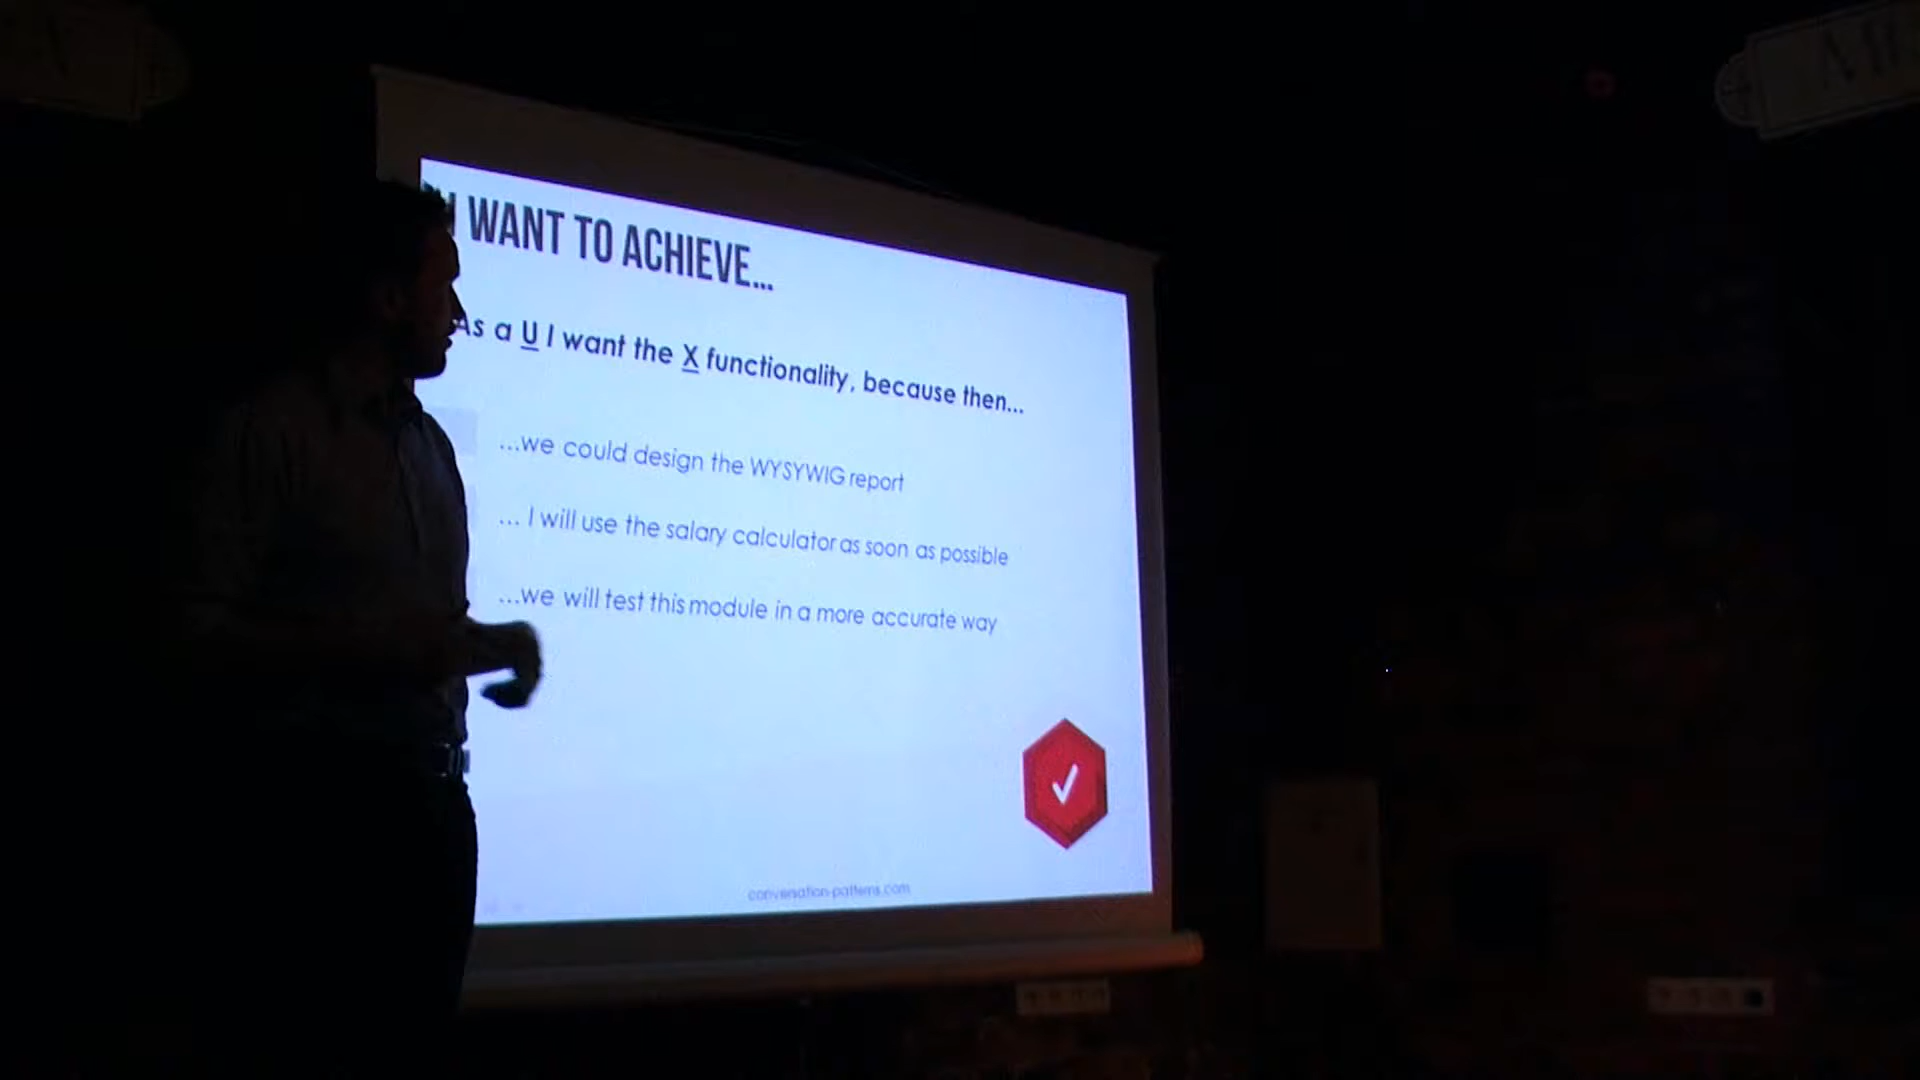 I WANT TO ACHIEVE...
As a U I want the X functionality, because then...
...we could design the WYSYWIG report
... I will use the salary calculator as soon as possible
...we will test this module in a more accurate way
conversation-patterns.com